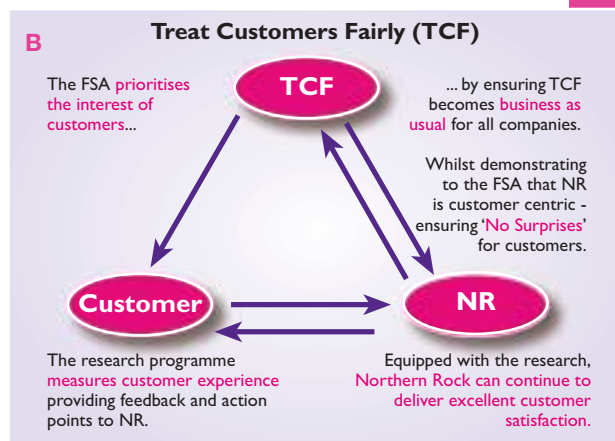 B
Treat Customers Fairly (TCF)
The FSA prioritises
the interest of
customers...
TCF
... by ensuring TCF
becomes business as
usual for all companies.
Whilst demonstrating
to the FSA that NR
is customer centric -
ensuring ‘No Surprises’
for customers.
Customer
NR
The research programme
measures customer experience
providing feedback and action
points to NR.
Equipped with the research,
Northern Rock can continue to
deliver excellent customer
satisfaction.